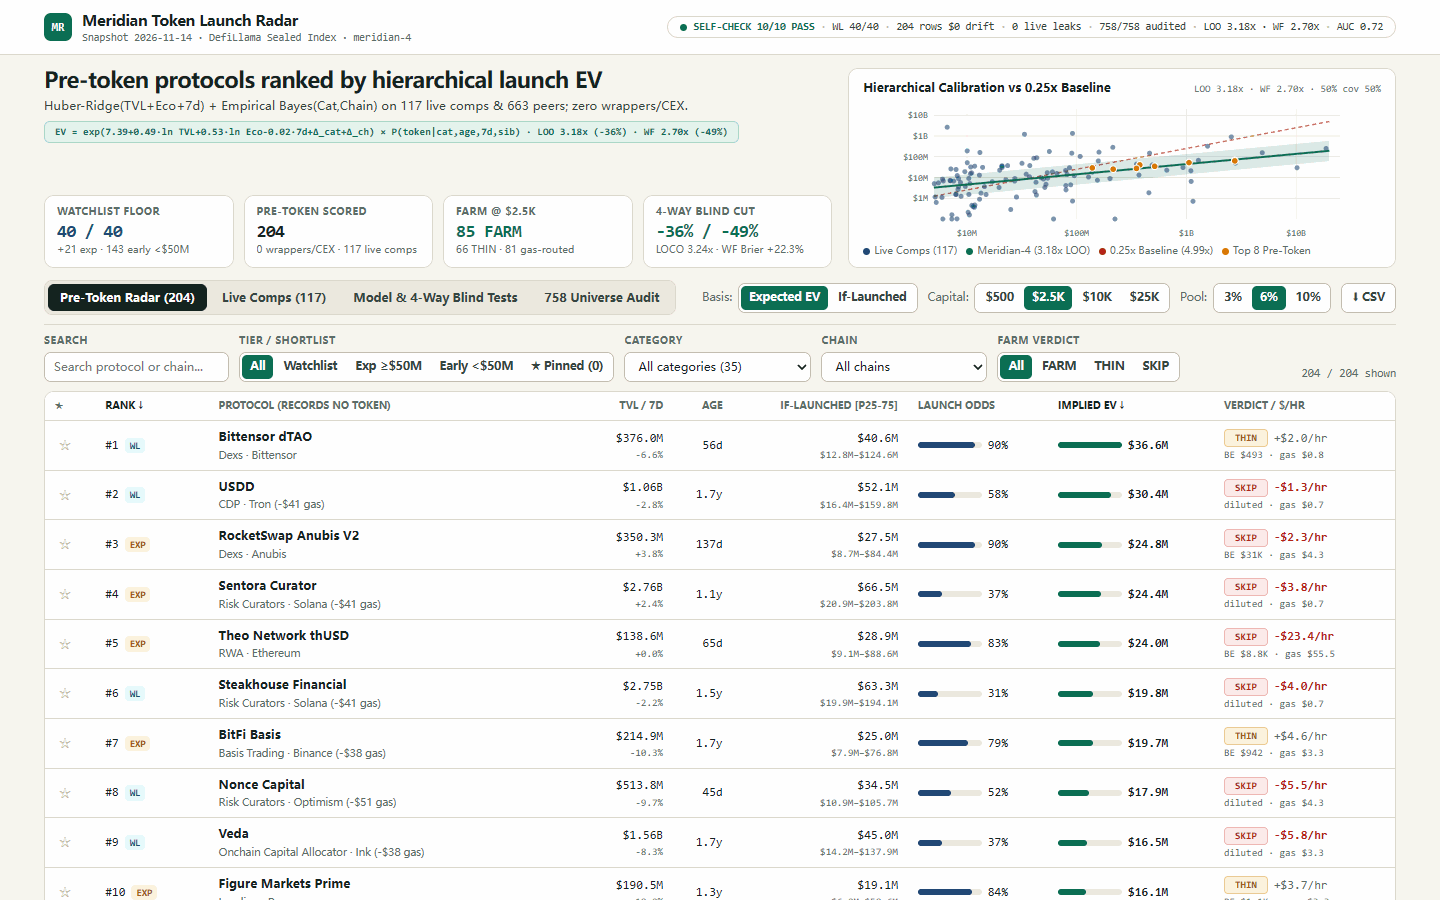 MR
Meridian Token Launch Radar
Snapshot 2026-11-14 · DefiLlama Sealed Index · meridian-4
SELF-CHECK 10/10 PASS · WL 40/40 · 204 rows $0 drift · 0 live leaks · 758/758 audited · LOO 3.18x · WF 2.70x · AUC 0.72
Pre-token protocols ranked by hierarchical launch EV
Huber-Ridge(TVL+Eco+7d) + Empirical Bayes(Cat,Chain) on 117 live comps & 663 peers; zero wrappers/CEX.
EV = exp(7.39+0.49·ln TVL+0.53·ln Eco-0.02·7d+Δ_cat+Δ_ch) × P(token|cat,age,7d,sib) · LOO 3.18x (-36%) · WF 2.70x (-49%)
WATCHLIST FLOOR
40 / 40
+21 exp · 143 early <$50M
PRE-TOKEN SCORED
204
0 wrappers/CEX · 117 live comps
FARM @ $2.5K
85 FARM
66 THIN · 81 gas-routed
4-WAY BLIND CUT
-36% / -49%
LOCO 3.24x · WF Brier +22.3%
Hierarchical Calibration vs 0.25x Baseline
LOO 3.18x · WF 2.70x · 50% cov 50%
$10B
$1B
$100M
$10M
$1M
$10M $100M $1B $10B
Live Comps (117) Meridian-4 (3.18x LOO) 0.25x Baseline (4.99x) Top 8 Pre-Token
Pre-Token Radar (204) Live Comps (117) Model & 4-Way Blind Tests 758 Universe Audit
Basis: Expected EV If-Launched Capital: $500 $2.5K $10K $25K Pool: 3% 6% 10% ⬇ CSV
SEARCH
Search protocol or chain...
TIER / SHORTLIST
All Watchlist Exp ≥$50M Early <$50M ★ Pinned (0)
CATEGORY
All categories (35)
CHAIN
All chains
FARM VERDICT
All FARM THIN SKIP
204 / 204 shown
★ RANK ↓ PROTOCOL (RECORDS NO TOKEN) TVL / 7D AGE IF-LAUNCHED [P25-75] LAUNCH ODDS IMPLIED EV ↓ VERDICT / $/HR
☆ #1 WL Bittensor dTAO $376.0M 56d $40.6M 90% $36.6M THIN +$2.0/hr
Dexs · Bittensor -6.6% $12.8M–$124.6M BE $493 · gas $0.8
☆ #2 WL USDD $1.06B 1.7y $52.1M 58% $30.4M SKIP -$1.3/hr
CDP · Tron (-$41 gas) -2.8% $16.4M–$159.8M diluted · gas $0.7
☆ #3 EXP RocketSwap Anubis V2 $350.3M 137d $27.5M 90% $24.8M SKIP -$2.3/hr
Dexs · Anubis +3.8% $8.7M–$84.4M BE $31K · gas $4.3
☆ #4 EXP Sentora Curator $2.76B 1.1y $66.5M 37% $24.4M SKIP -$3.8/hr
Risk Curators · Solana (-$41 gas) +2.4% $20.9M–$203.8M diluted · gas $0.7
☆ #5 EXP Theo Network thUSD $138.6M 65d $28.9M 83% $24.0M SKIP -$23.4/hr
RWA · Ethereum +0.0% $9.1M–$88.6M BE $8.8K · gas $55.5
☆ #6 WL Steakhouse Financial $2.75B 1.5y $63.3M 31% $19.8M SKIP -$4.0/hr
Risk Curators · Solana (-$41 gas) -2.2% $19.9M–$194.1M diluted · gas $0.7
☆ #7 EXP BitFi Basis $214.9M 1.7y $25.0M 79% $19.7M THIN +$4.6/hr
Basis Trading · Binance (-$38 gas) -10.3% $7.9M–$76.8M BE $942 · gas $3.3
☆ #8 WL Nonce Capital $513.8M 45d $34.5M 52% $17.9M SKIP -$5.5/hr
Risk Curators · Optimism (-$51 gas) -9.7% $10.9M–$105.7M diluted · gas $4.3
☆ #9 WL Veda $1.56B 1.7y $45.0M 37% $16.5M SKIP -$5.8/hr
Onchain Capital Allocator · Ink (-$38 gas) -8.3% $14.2M–$137.9M diluted · gas $3.3
☆ #10 EXP Figure Markets Prime $190.5M 1.3y $19.1M 84% $16.1M THIN +$3.7/hr